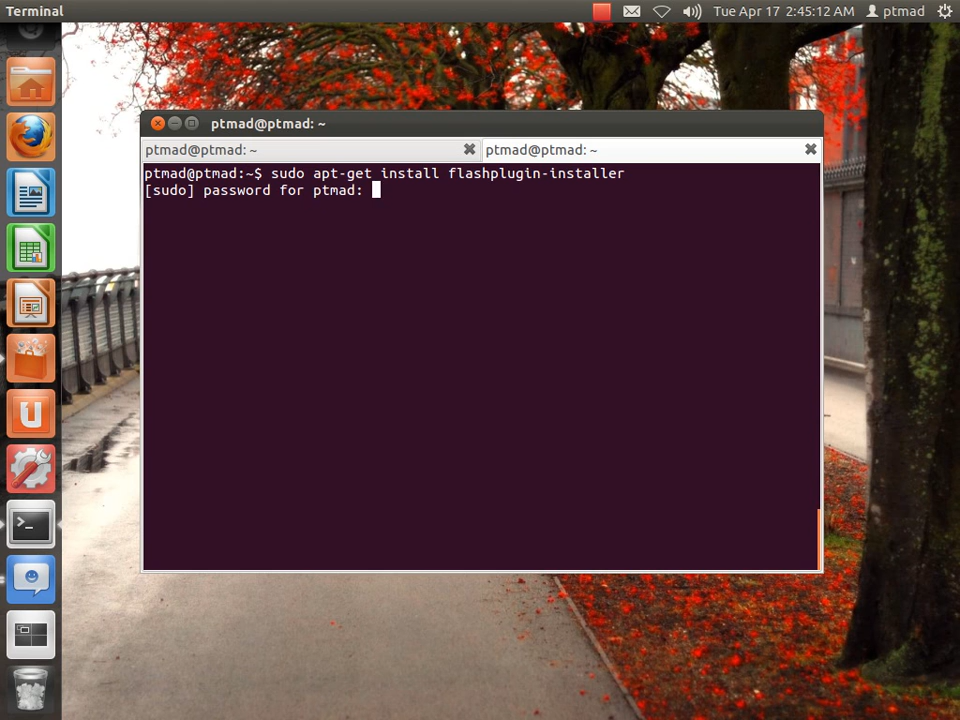 Terminal
Tue Apr 17 2:45:12 AM ptmad
ptmad@ptmad: ~
ptmad@ptmad: ~ ptmad@ptmad: ~
ptmad@ptmad:~$ sudo apt-get install flashplugin-installer
[sudo] password for ptmad: